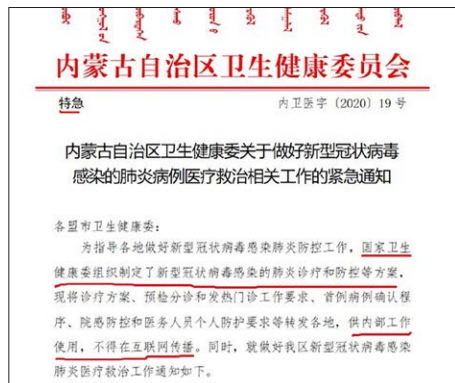 内蒙古自治区卫生健康委员会
特急
内卫医字〔2020〕19号
内蒙古自治区卫生健康委关于做好新型冠状病毒
感染的肺炎病例医疗救治相关工作的紧急通知
各盟市卫生健康委：
为指导各地做好新型冠状病毒感染肺炎防控工作，国家卫生
健康委组织制定了新型冠状病毒感染的肺炎诊疗和防控等方案，
现将诊疗方案、预检分诊和发热门诊工作要求、首例病例确认程
序、院感防控和医务人员个人防护要求等转发各地，供内部工作
使用，不得在互联网传播。同时，就做好我区新型冠状病毒感染
肺炎医疗救治工作通知如下。